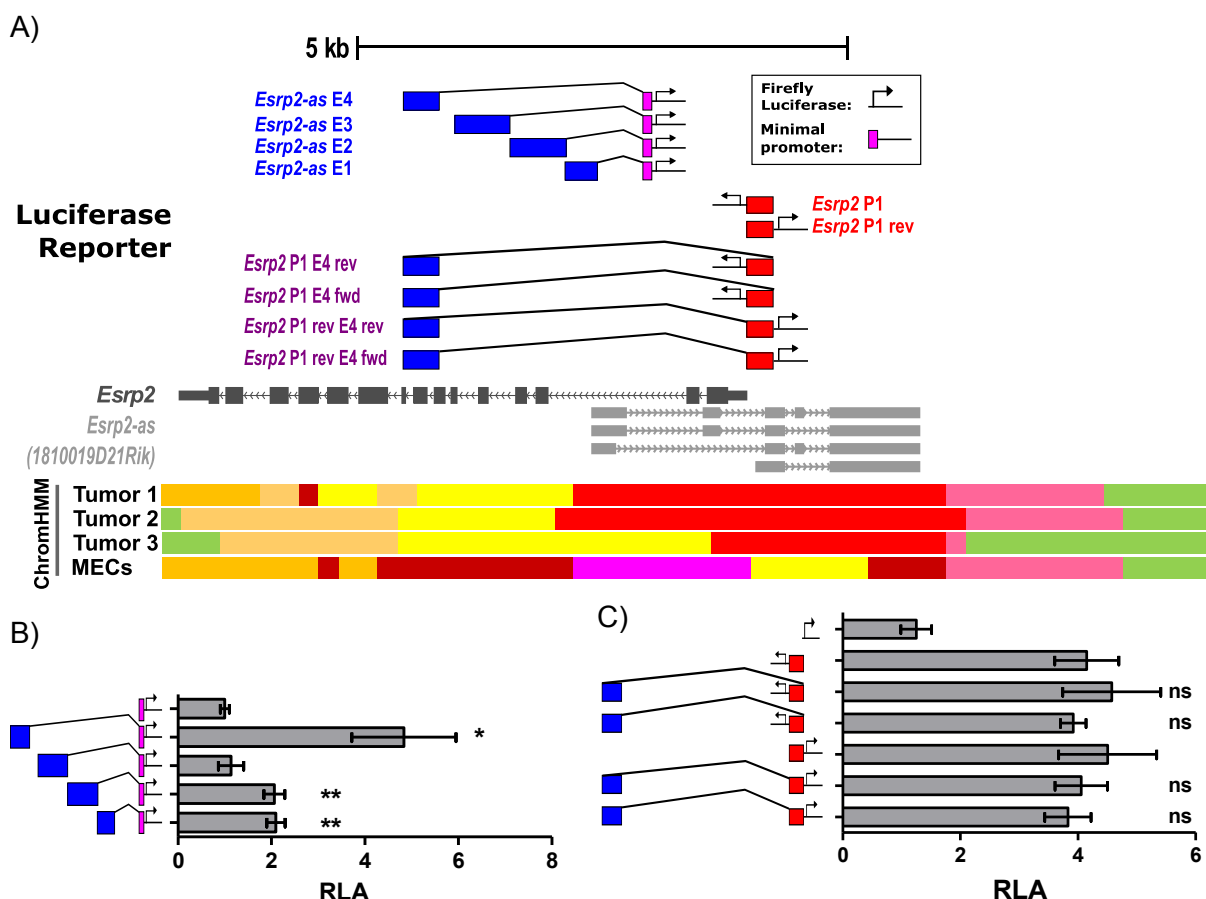 A)
5 kb
Esrp2-as E4
Esrp2-as E3
Esrp2-as E2
Esrp2-as E1
Firefly
Luciferase:
Minimal
promoter:
Luciferase
Reporter
Esrp2 P1
Esrp2 P1 rev
Esrp2 P1 E4 rev
Esrp2 P1 E4 fwd
Esrp2 P1 rev E4 rev
Esrp2 P1 rev E4 fwd
Esrp2
Esrp2-as
(1810019D21Rik)
ChromHMM
Tumor 1
Tumor 2
Tumor 3
MECs
B)
*
**
**
0 2 4 6 8
RLA
C)
ns
ns
ns
ns
0 2 4 6
RLA